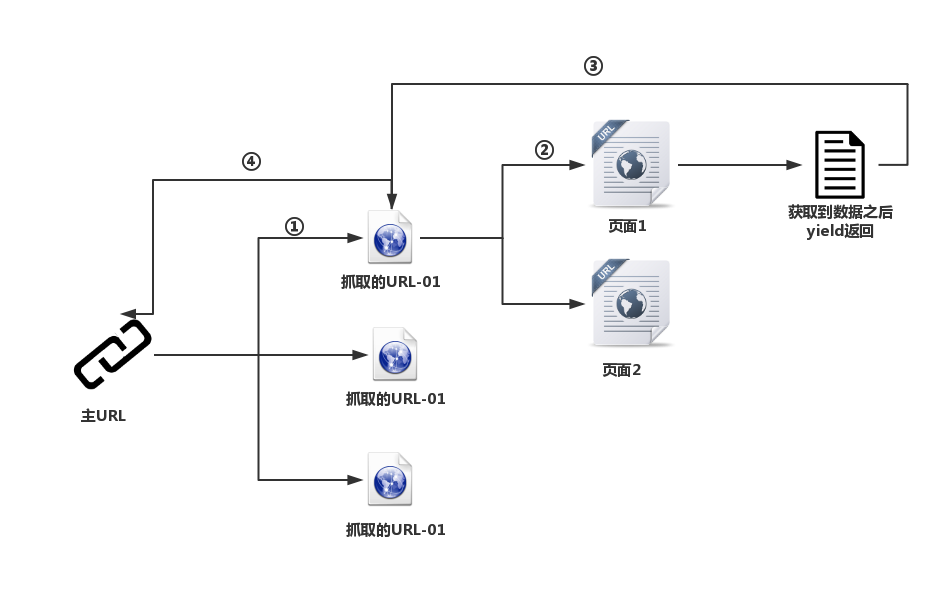 ③
④
②
URL
①
页面1
获取到数据之后
yield返回
抓取的URL-01
URL
页面2
抓取的URL-01
主URL
抓取的URL-01